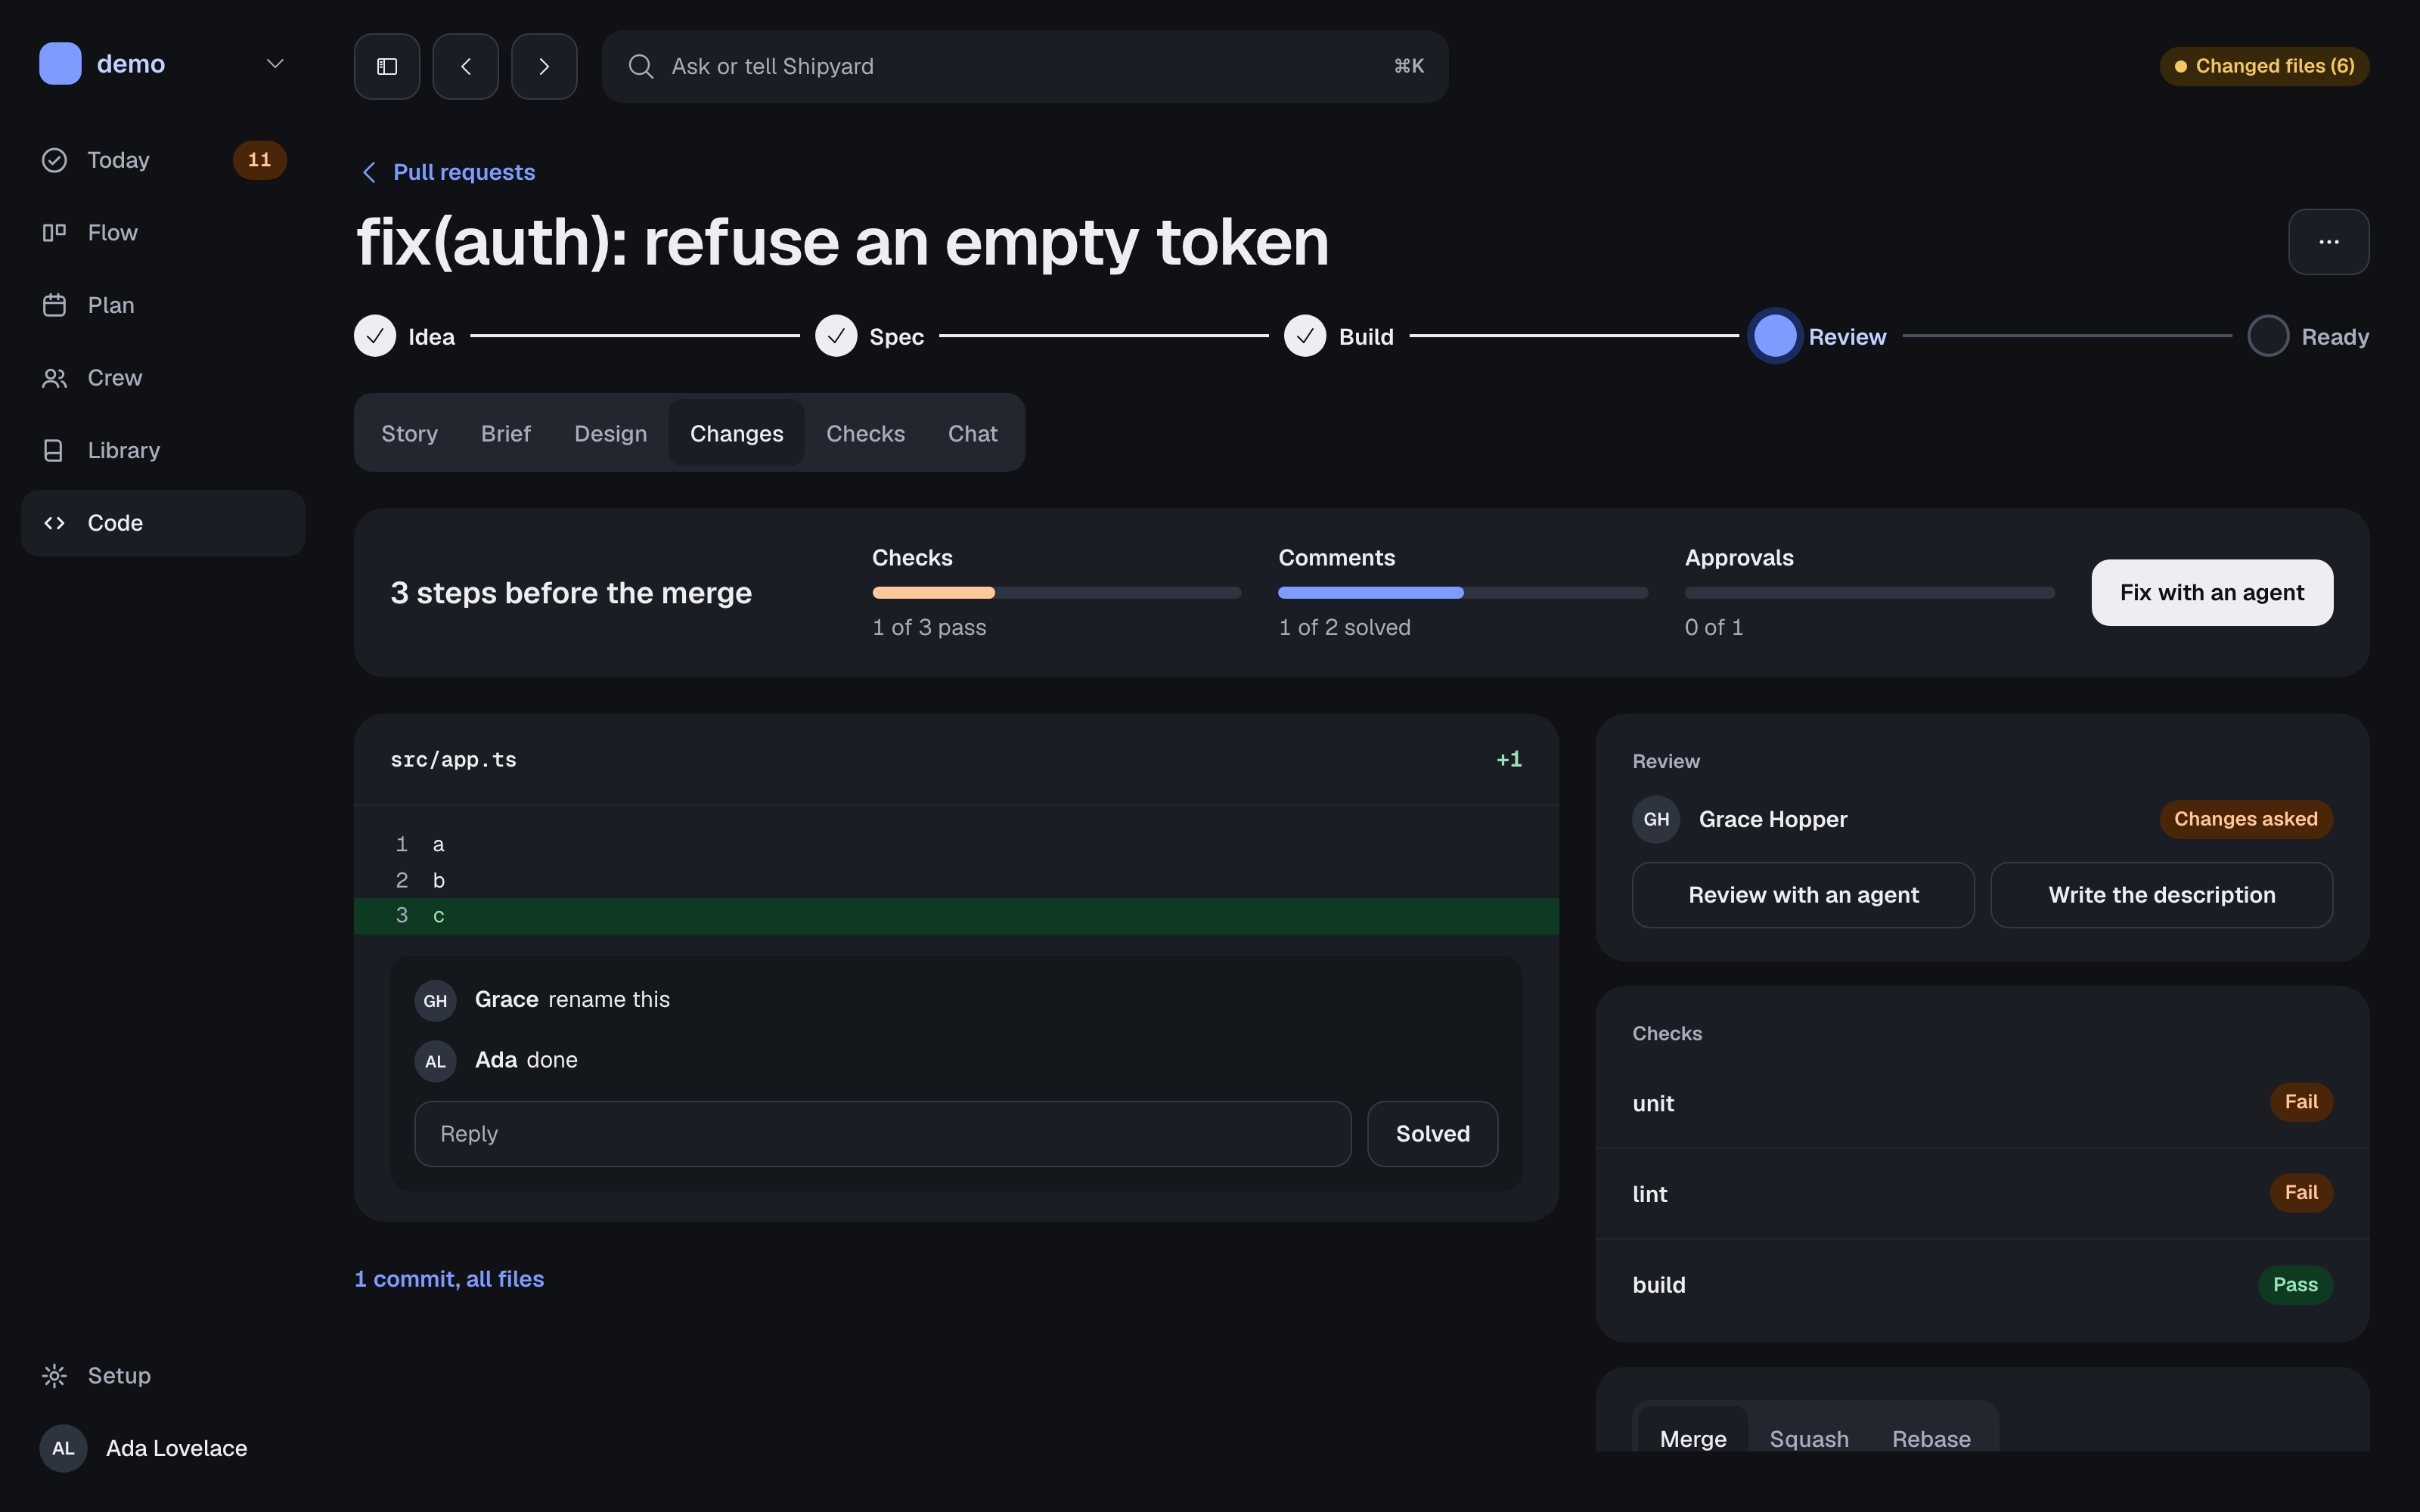 demo
Ask or tell Shipyard
⌘K
Changed files (6)
Today
11
Flow
Plan
Crew
Library
Code
Setup
AL
Ada Lovelace
Pull requests
fix(auth): refuse an empty token
Idea
Spec
Build
Review
Ready
Story
Brief
Design
Changes
Checks
Chat
3 steps before the merge
Checks
1 of 3 pass
Comments
1 of 2 solved
Approvals
0 of 1
Fix with an agent
src/app.ts
+1
1 a
2 b
3 c
GH
Grace rename this
AL
Ada done
Reply
Solved
1 commit, all files
Review
GH
Grace Hopper
Changes asked
Review with an agent
Write the description
Checks
unit
Fail
lint
Fail
build
Pass
Merge
Squash
Rebase